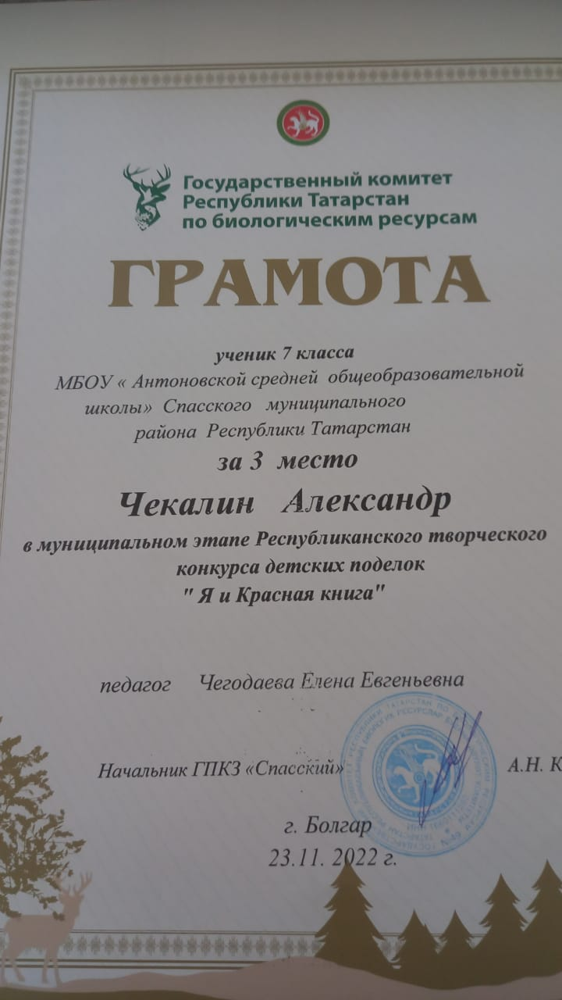 Государственный комитет
Республики Татарстан
по биологическим ресурсам
ГРАМОТА
ученик 7 класса
МБОУ « Антоновской средней общеобразовательной
школы» Спасского муниципального
района Республики Татарстан
за 3 место
Чекалин Александр
в муниципальном этапе Республиканского творческого
конкурса детских поделок
" Я и Красная книга"
педагог Чегодаева Елена Евгеньевна
Начальник ГПКЗ «Спасский» А.Н. К
г. Болгар
23.11. 2022 г.